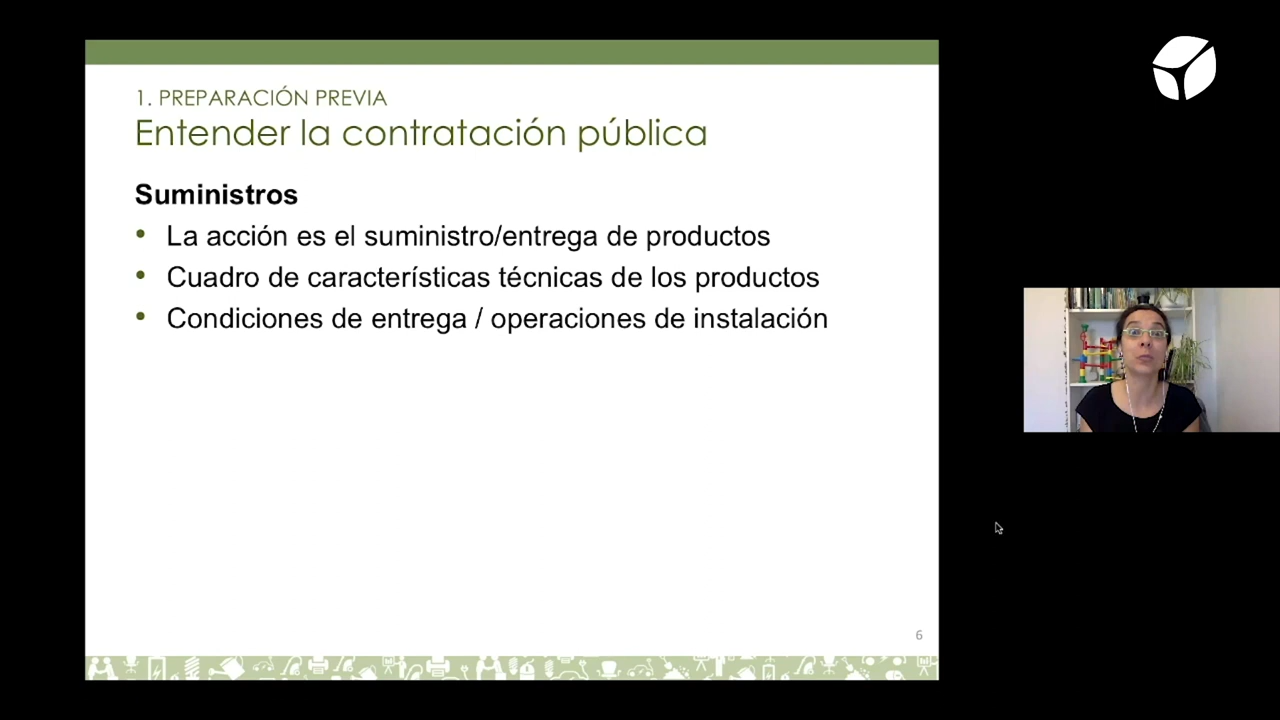 1. PREPARACIÓN PREVIA
Entender la contratación pública
Suministros
• La acción es el suministro/entrega de productos
• Cuadro de características técnicas de los productos
• Condiciones de entrega / operaciones de instalación
6